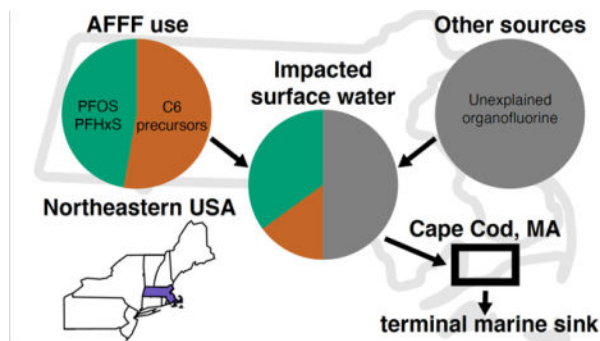 AFFF use
PFOS
PFHxS
C6
precursors
Other sources
Unexplained
organofluorine
Impacted
surface water
Northeastern USA
Cape Cod, MA
terminal marine sink